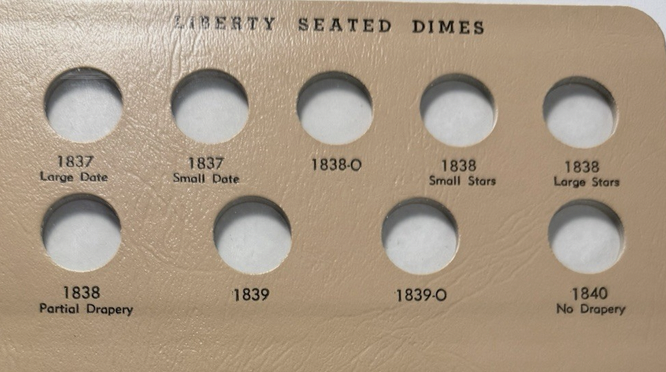 LIBERTY SEATED DIMES
1837 1837 1838-O 1838 1838
Large Date Small Date Small Stars Large Stars
1838 1839 1839-O 1840
Partial Drapery No Drapery